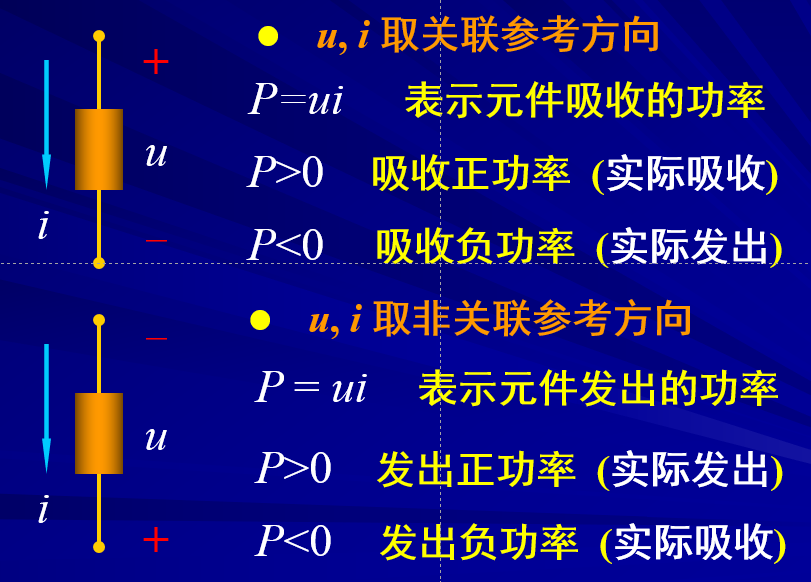 u, i 取关联参考方向
+
P=ui 表示元件吸收的功率
u
P>0 吸收正功率 (实际吸收)
i
P<0 吸收负功率 (实际发出)
−
u, i 取非关联参考方向
−
P = ui 表示元件发出的功率
u
P>0 发出正功率 (实际发出)
i
P<0 发出负功率 (实际吸收)
+